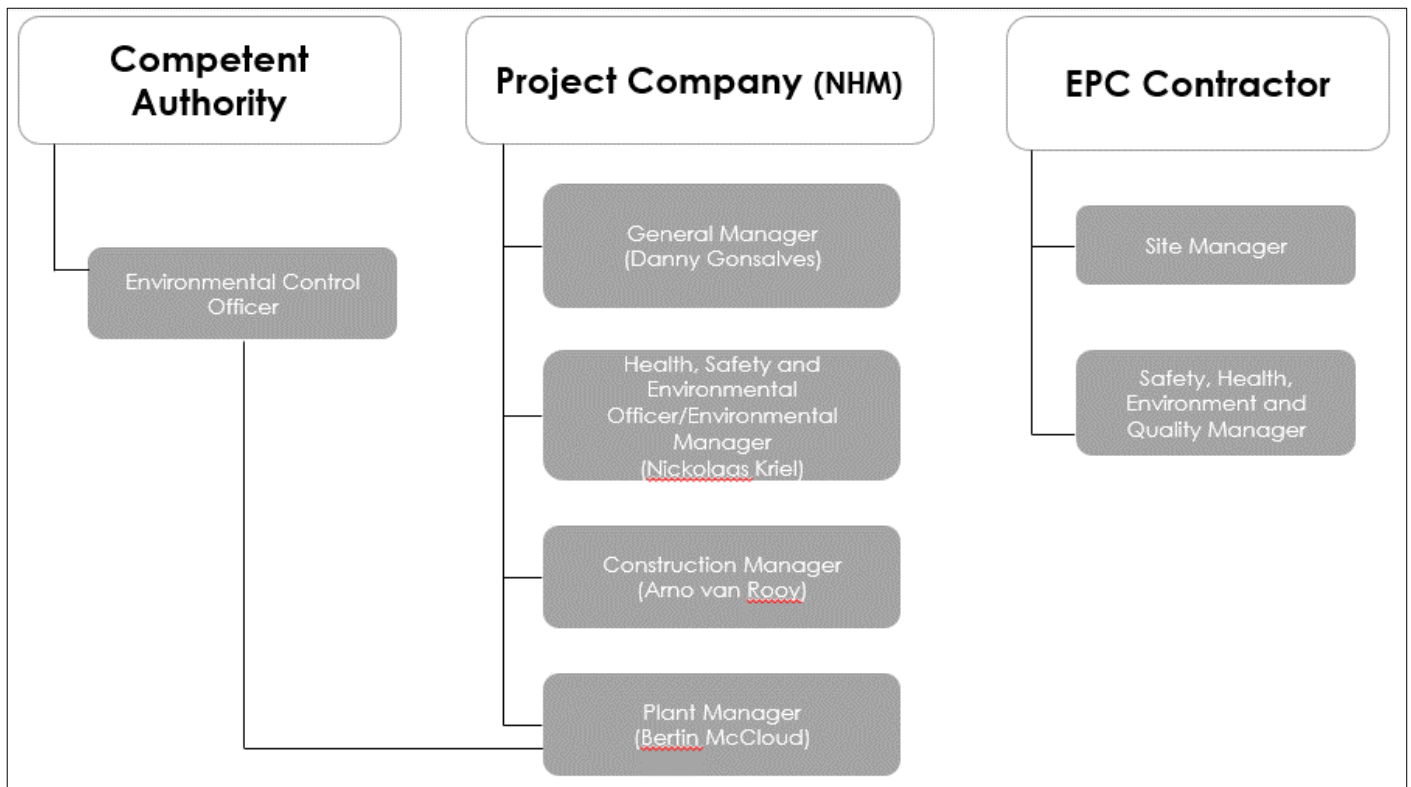 Competent
Authority
Project Company (NHM)
EPC Contractor
Environmental Control
Officer
General Manager
(Danny Gonsalves)
Health, Safety and
Environmental
Officer/Environmental
Manager
(Nickolaas Kriel)
Construction Manager
(Arno van Rooy)
Plant Manager
(Bertin McCloud)
Site Manager
Safety, Health,
Environment and
Quality Manager